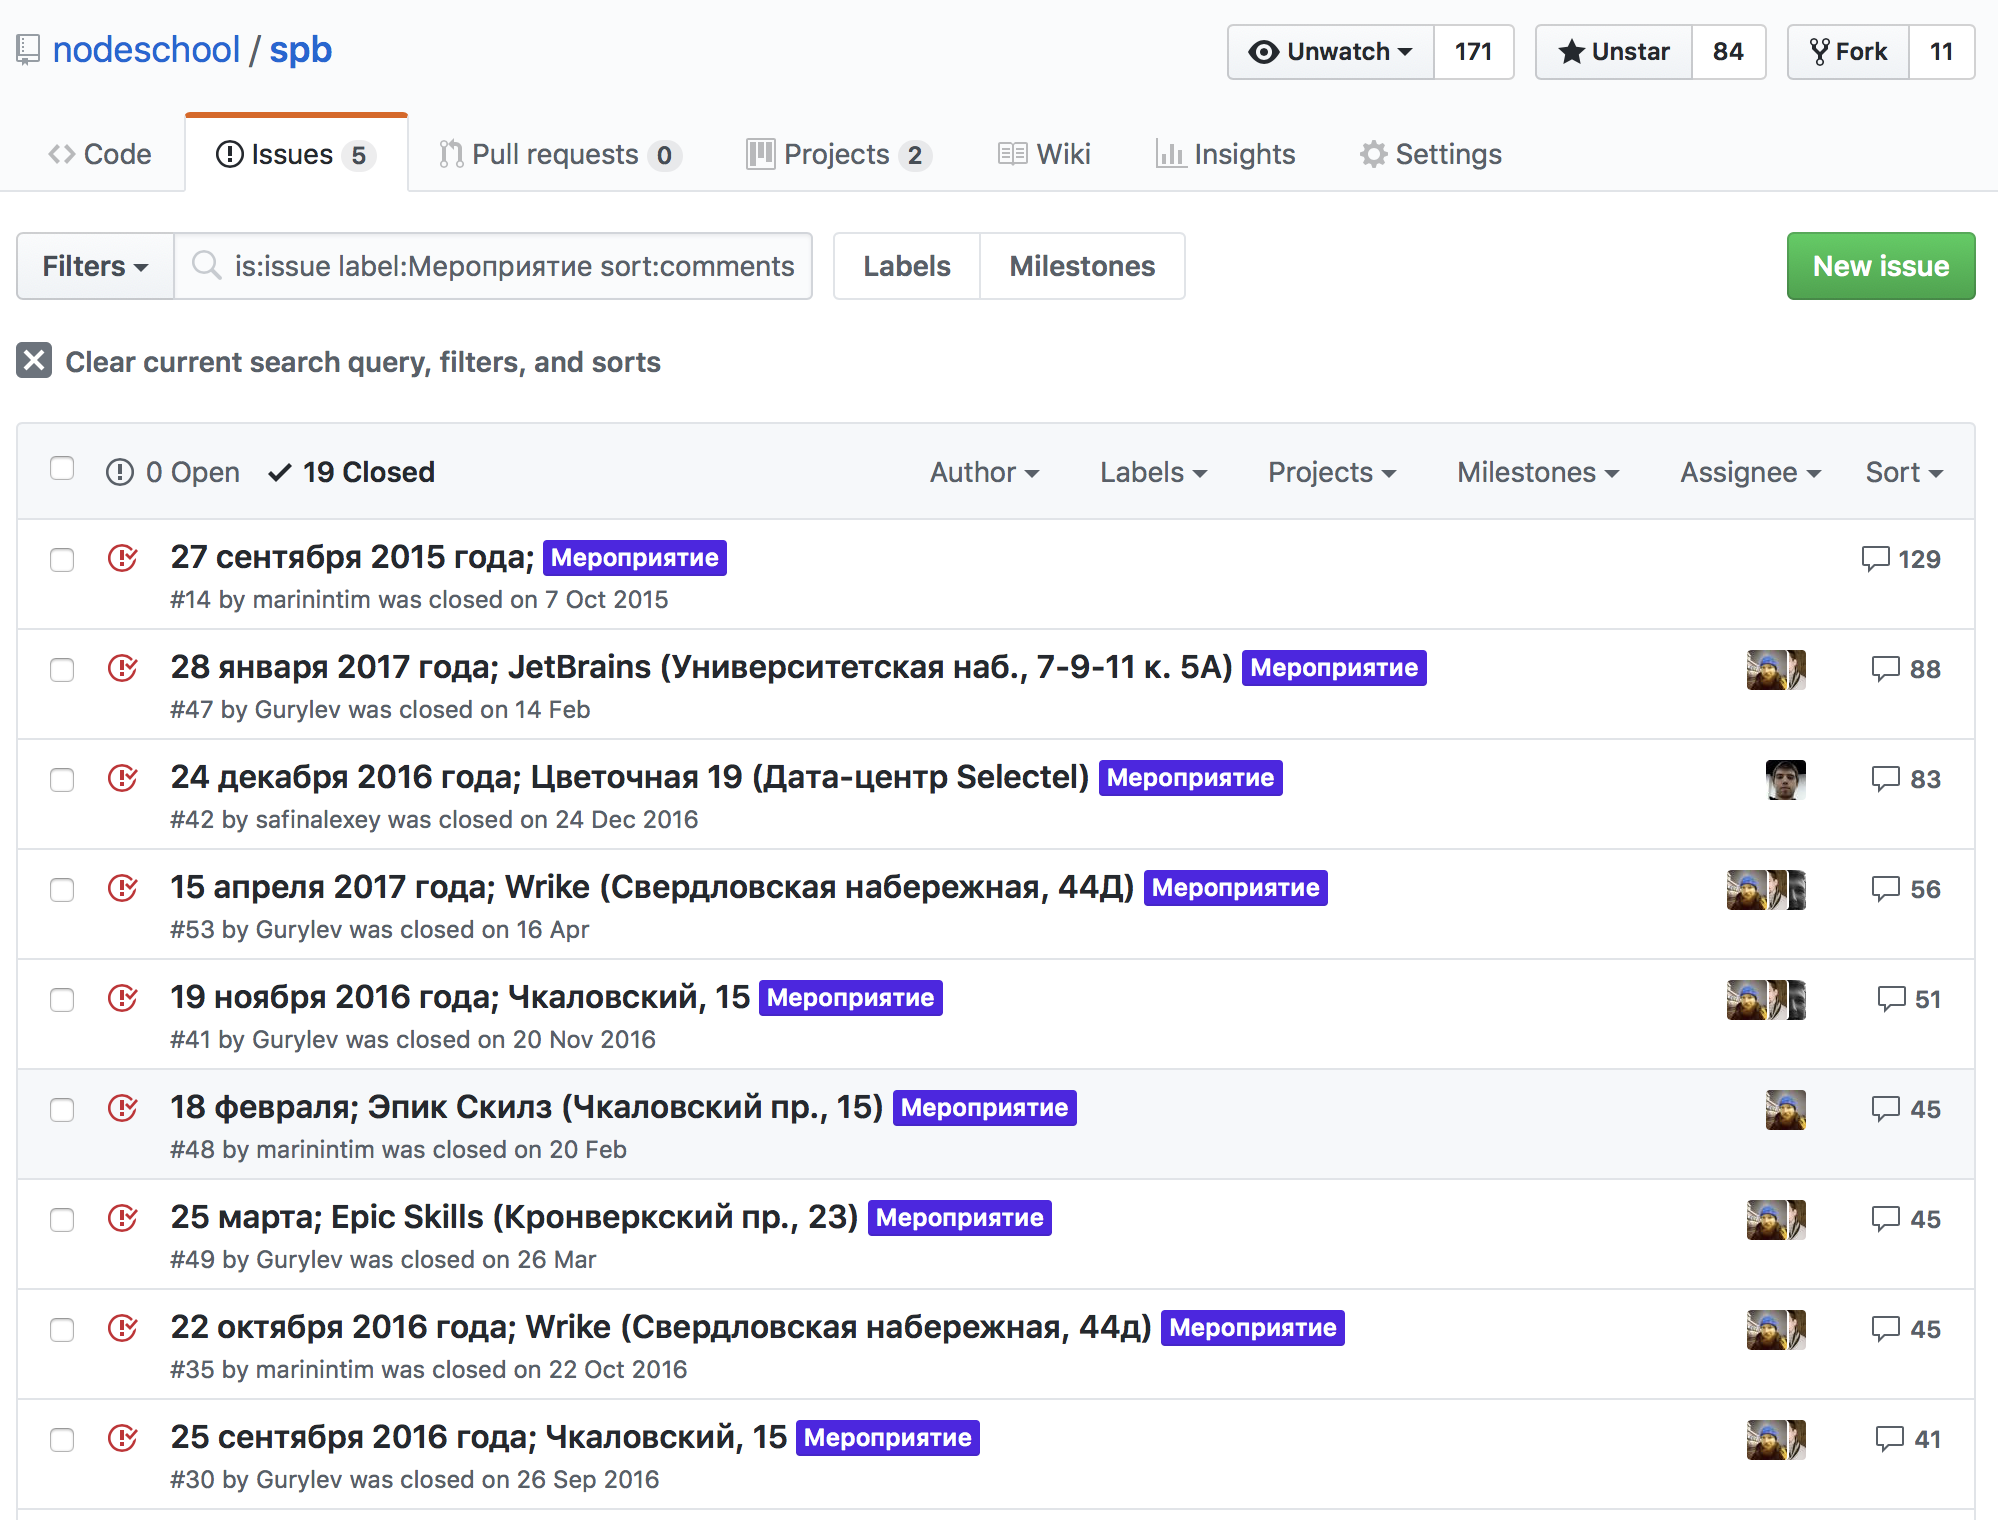 nodeschool / spb
Unwatch 171 Unstar 84 Fork 11
Code Issues 5 Pull requests 0 Projects 2 Wiki Insights Settings
Filters is:issue label:Мероприятие sort:comments Labels Milestones New issue
Clear current search query, filters, and sorts
0 Open 19 Closed Author Labels Projects Milestones Assignee Sort
27 сентября 2015 года; Мероприятие 129
#14 by marinintim was closed on 7 Oct 2015
28 января 2017 года; JetBrains (Университетская наб., 7-9-11 к. 5А) Мероприятие 88
#47 by Gurylev was closed on 14 Feb
24 декабря 2016 года; Цветочная 19 (Дата-центр Selectel) Мероприятие 83
#42 by safinalexey was closed on 24 Dec 2016
15 апреля 2017 года; Wrike (Свердловская набережная, 44Д) Мероприятие 56
#53 by Gurylev was closed on 16 Apr
19 ноября 2016 года; Чкаловский, 15 Мероприятие 51
#41 by Gurylev was closed on 20 Nov 2016
18 февраля; Эпик Скилз (Чкаловский пр., 15) Мероприятие 45
#48 by marinintim was closed on 20 Feb
25 марта; Epic Skills (Кронверкский пр., 23) Мероприятие 45
#49 by Gurylev was closed on 26 Mar
22 октября 2016 года; Wrike (Свердловская набережная, 44д) Мероприятие 45
#35 by marinintim was closed on 22 Oct 2016
25 сентября 2016 года; Чкаловский, 15 Мероприятие 41
#30 by Gurylev was closed on 26 Sep 2016